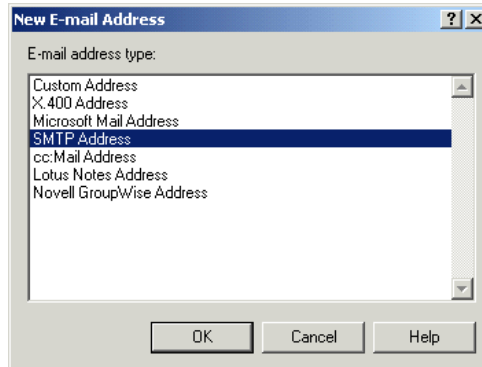 New E-mail Address
E-mail address type:
Custom Address
X.400 Address
Microsoft Mail Address
SMTP Address
cc:Mail Address
Lotus Notes Address
Novell GroupWise Address
OK Cancel Help